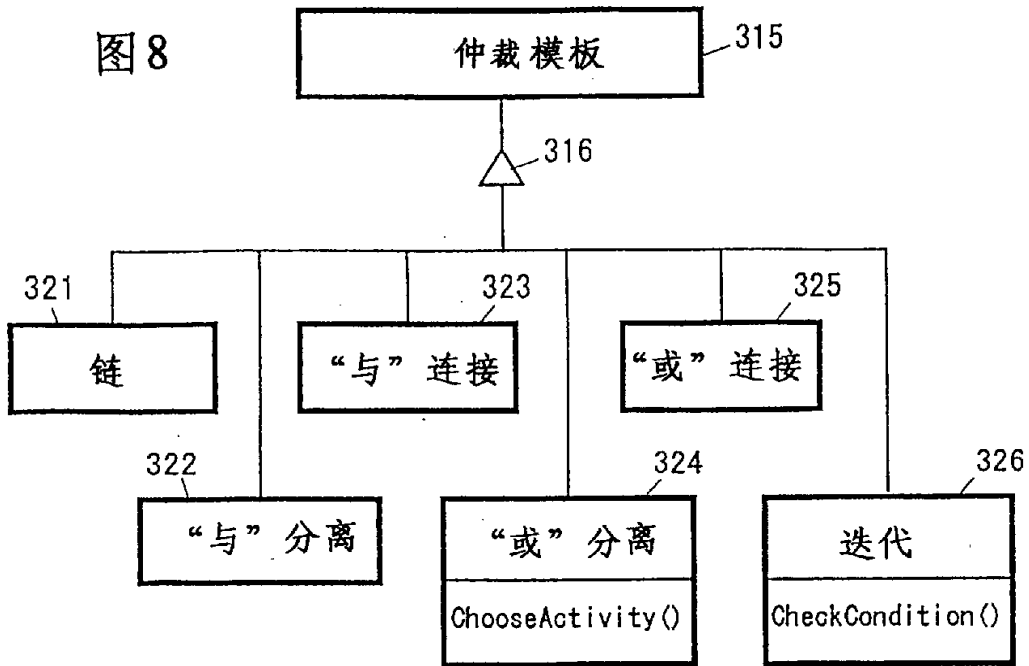 图8
仲裁模板
315
316
321
链
323
“与”连接
325
“或”连接
322
“与”分离
324
“或”分离
ChooseActivity()
326
迭代
CheckCondition()